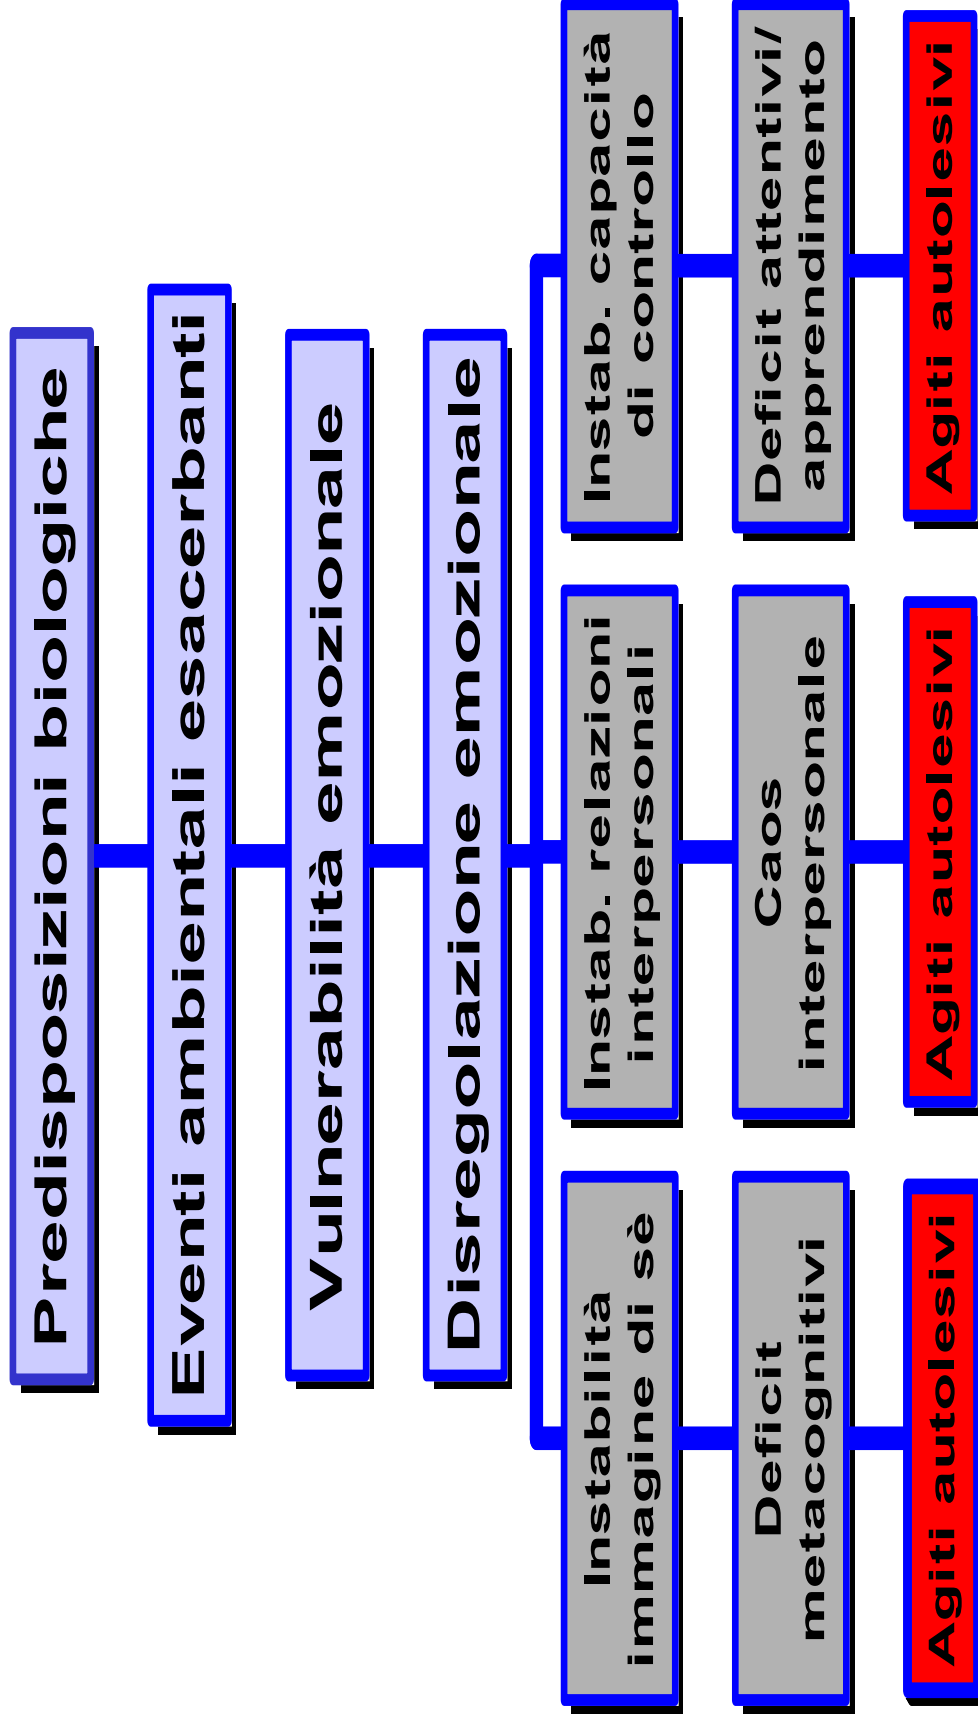 Predisposizioni biologiche
Eventi ambientali esacerbanti
Vulnerabilità emozionale
Disregolazione emozionale
Instabilità
immagine di sè
Instab. relazioni
interpersonali
Instab. capacità
di controllo
Deficit
metacognitivi
Caos
interpersonale
Deficit attentivi/
apprendimento
Agiti autolesivi
Agiti autolesivi
Agiti autolesivi